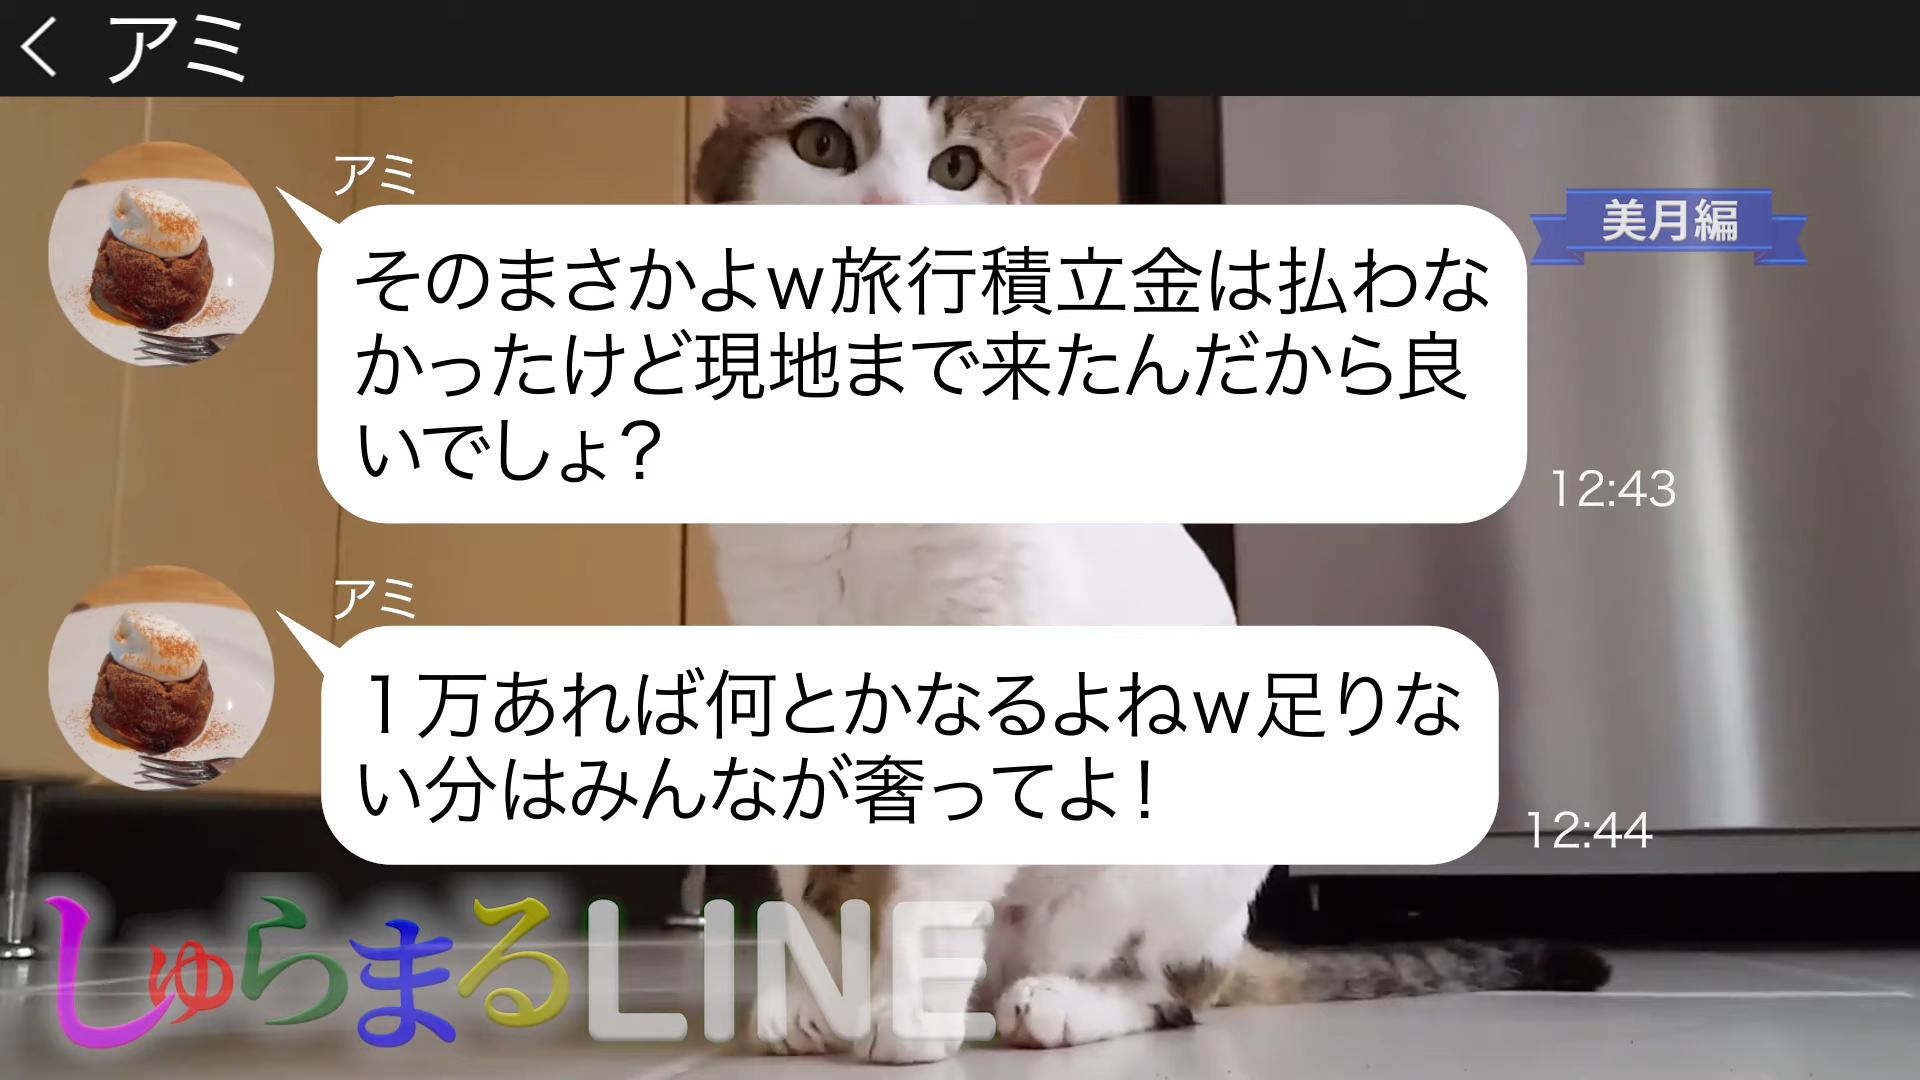 アミ
アミ
美月編
そのまさかよw旅行積立金は払わな
かったけど現地まで来たんだから良
いでしょ？
12:43
アミ
1万あれば何とかなるよねw足りな
い分はみんなが奢ってよ！
12:44
しゅらまるLINE